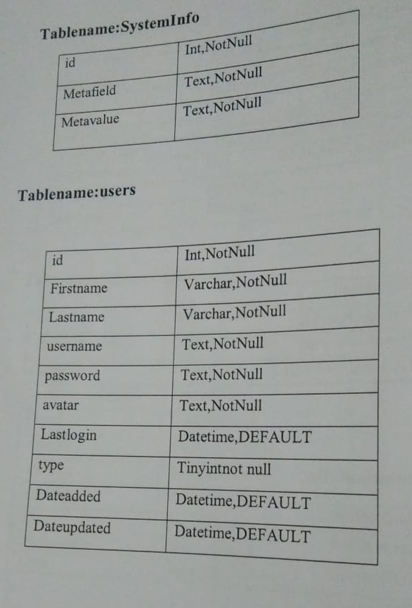 Tablename:SystemInfo
id Int,NotNull
Metafield Text,NotNull
Metavalue Text,NotNull
Tablename:users
id Int,NotNull
Firstname Varchar,NotNull
Lastname Varchar,NotNull
username Text,NotNull
password Text,NotNull
avatar Text,NotNull
Lastlogin Datetime,DEFAULT
type Tinyintnot null
Dateadded Datetime,DEFAULT
Dateupdated Datetime,DEFAULT